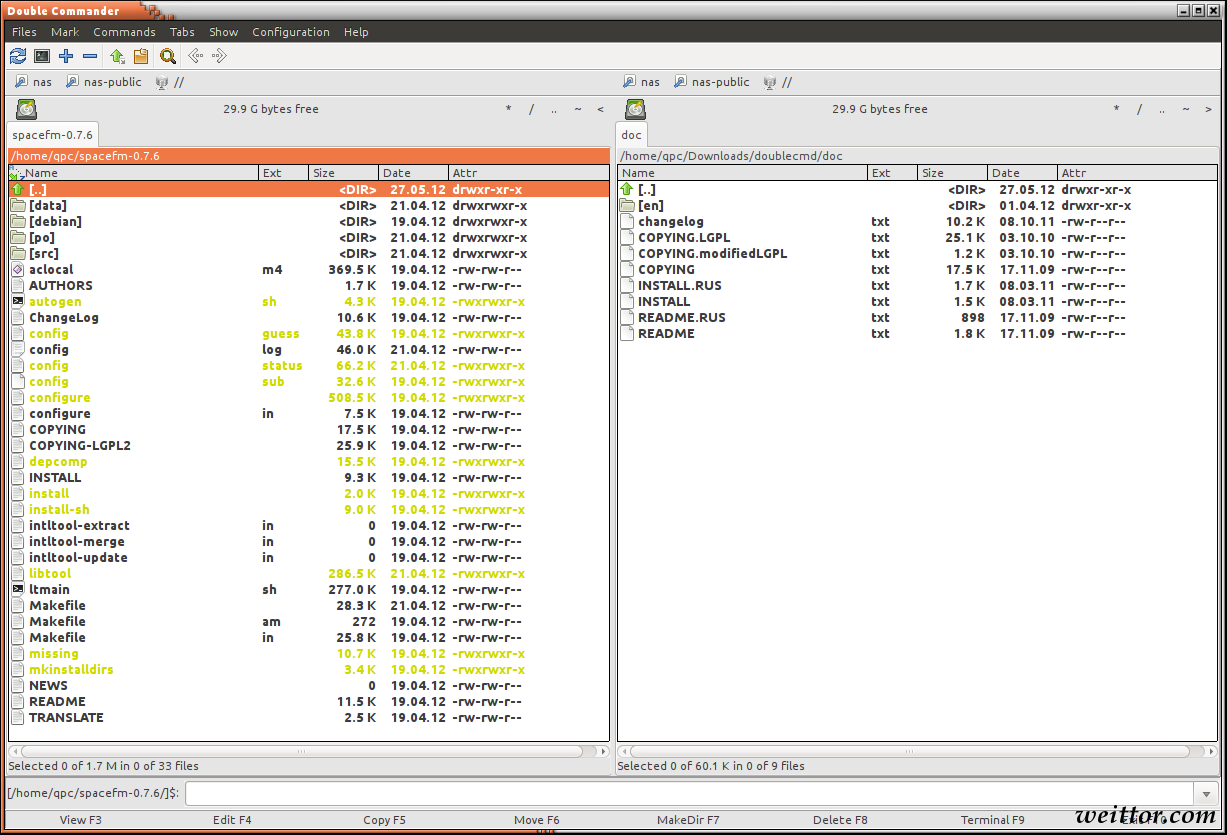 Double Commander
Files Mark Commands Tabs Show Configuration Help
nas nas-public // nas nas-public //
29.9 G bytes free * / .. ~ < 29.9 G bytes free * / .. ~ >
spacefm-0.7.6 doc
/home/qpc/spacefm-0.7.6 /home/qpc/Downloads/doublecmd/doc
Name Ext Size Date Attr
[..] <DIR> 27.05.12 drwxr-xr-x
[data] <DIR> 21.04.12 drwxrwxr-x
[debian] <DIR> 19.04.12 drwxrwxr-x
[po] <DIR> 21.04.12 drwxrwxr-x
[src] <DIR> 21.04.12 drwxrwxr-x
aclocal m4 369.5 K 19.04.12 -rw-rw-r--
AUTHORS 1.7 K 19.04.12 -rw-rw-r--
autogen sh 4.3 K 19.04.12 -rwxrwxr-x
ChangeLog 10.6 K 19.04.12 -rw-rw-r--
config guess 43.8 K 19.04.12 -rwxrwxr-x
config log 46.0 K 21.04.12 -rw-rw-r--
config status 66.2 K 21.04.12 -rwxrwxr-x
config sub 32.6 K 19.04.12 -rwxrwxr-x
configure 508.5 K 19.04.12 -rwxrwxr-x
configure in 7.5 K 19.04.12 -rw-rw-r--
COPYING 17.5 K 19.04.12 -rw-rw-r--
COPYING-LGPL2 25.9 K 19.04.12 -rw-rw-r--
depcomp 15.5 K 19.04.12 -rwxrwxr-x
INSTALL 9.3 K 19.04.12 -rw-rw-r--
install 2.0 K 19.04.12 -rwxrwxr-x
install-sh 9.0 K 19.04.12 -rwxrwxr-x
intltool-extract in 0 19.04.12 -rw-rw-r--
intltool-merge in 0 19.04.12 -rw-rw-r--
intltool-update in 0 19.04.12 -rw-rw-r--
libtool 286.5 K 21.04.12 -rwxrwxr-x
ltmain sh 277.0 K 19.04.12 -rw-rw-r--
Makefile 28.3 K 21.04.12 -rw-rw-r--
Makefile am 272 19.04.12 -rw-rw-r--
Makefile in 25.8 K 19.04.12 -rw-rw-r--
missing 10.7 K 19.04.12 -rwxrwxr-x
mkinstalldirs 3.4 K 19.04.12 -rwxrwxr-x
NEWS 0 19.04.12 -rw-rw-r--
README 11.5 K 19.04.12 -rw-rw-r--
TRANSLATE 2.5 K 19.04.12 -rw-rw-r--
Selected 0 of 1.7 M in 0 of 33 files
Name Ext Size Date Attr
[..] <DIR> 27.05.12 drwxr-xr-x
[en] <DIR> 01.04.12 drwxr-xr-x
changelog txt 10.2 K 08.10.11 -rw-r--r--
COPYING.LGPL txt 25.1 K 03.10.10 -rw-r--r--
COPYING.modifiedLGPL txt 1.2 K 03.10.10 -rw-r--r--
COPYING txt 17.5 K 17.11.09 -rw-r--r--
INSTALL.RUS txt 1.7 K 08.03.11 -rw-r--r--
INSTALL txt 1.5 K 08.03.11 -rw-r--r--
README.RUS txt 898 17.11.09 -rw-r--r--
README txt 1.8 K 17.11.09 -rw-r--r--
Selected 0 of 60.1 K in 0 of 9 files
[/home/qpc/spacefm-0.7.6/]$:
View F3 Edit F4 Copy F5 Move F6 MakeDir F7 Delete F8 Terminal F9
weittor.com